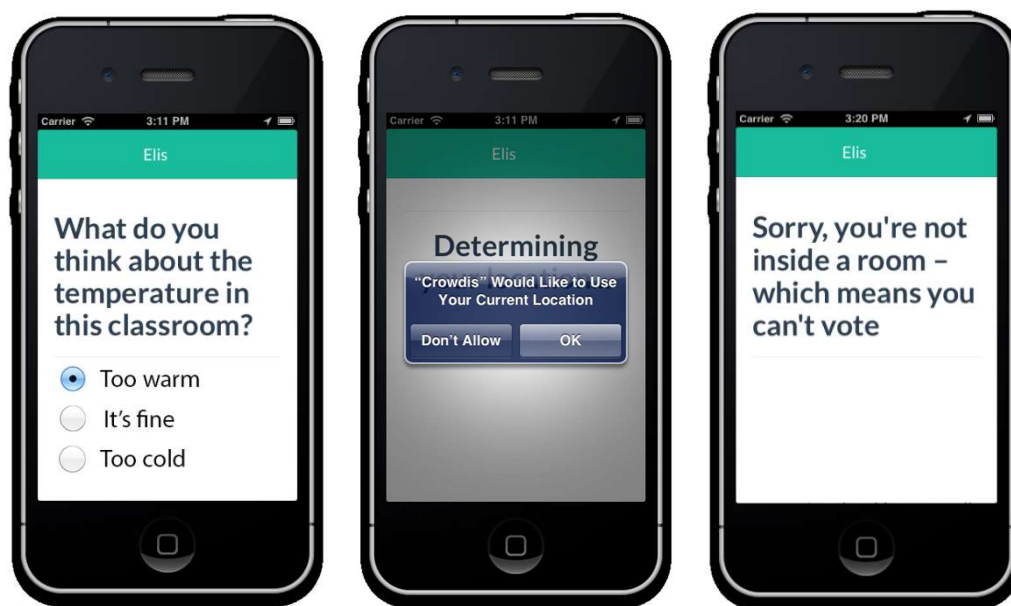 Carrier 3:11 PM
Elis
What do you
think about the
temperature in
this classroom?
Too warm
It's fine
Too cold
Carrier 3:11 PM
Elis
Determining
your location
"Crowdis" Would Like to Use
Your Current Location
Don't Allow
OK
Carrier 3:20 PM
Elis
Sorry, you're not
inside a room –
which means you
can't vote